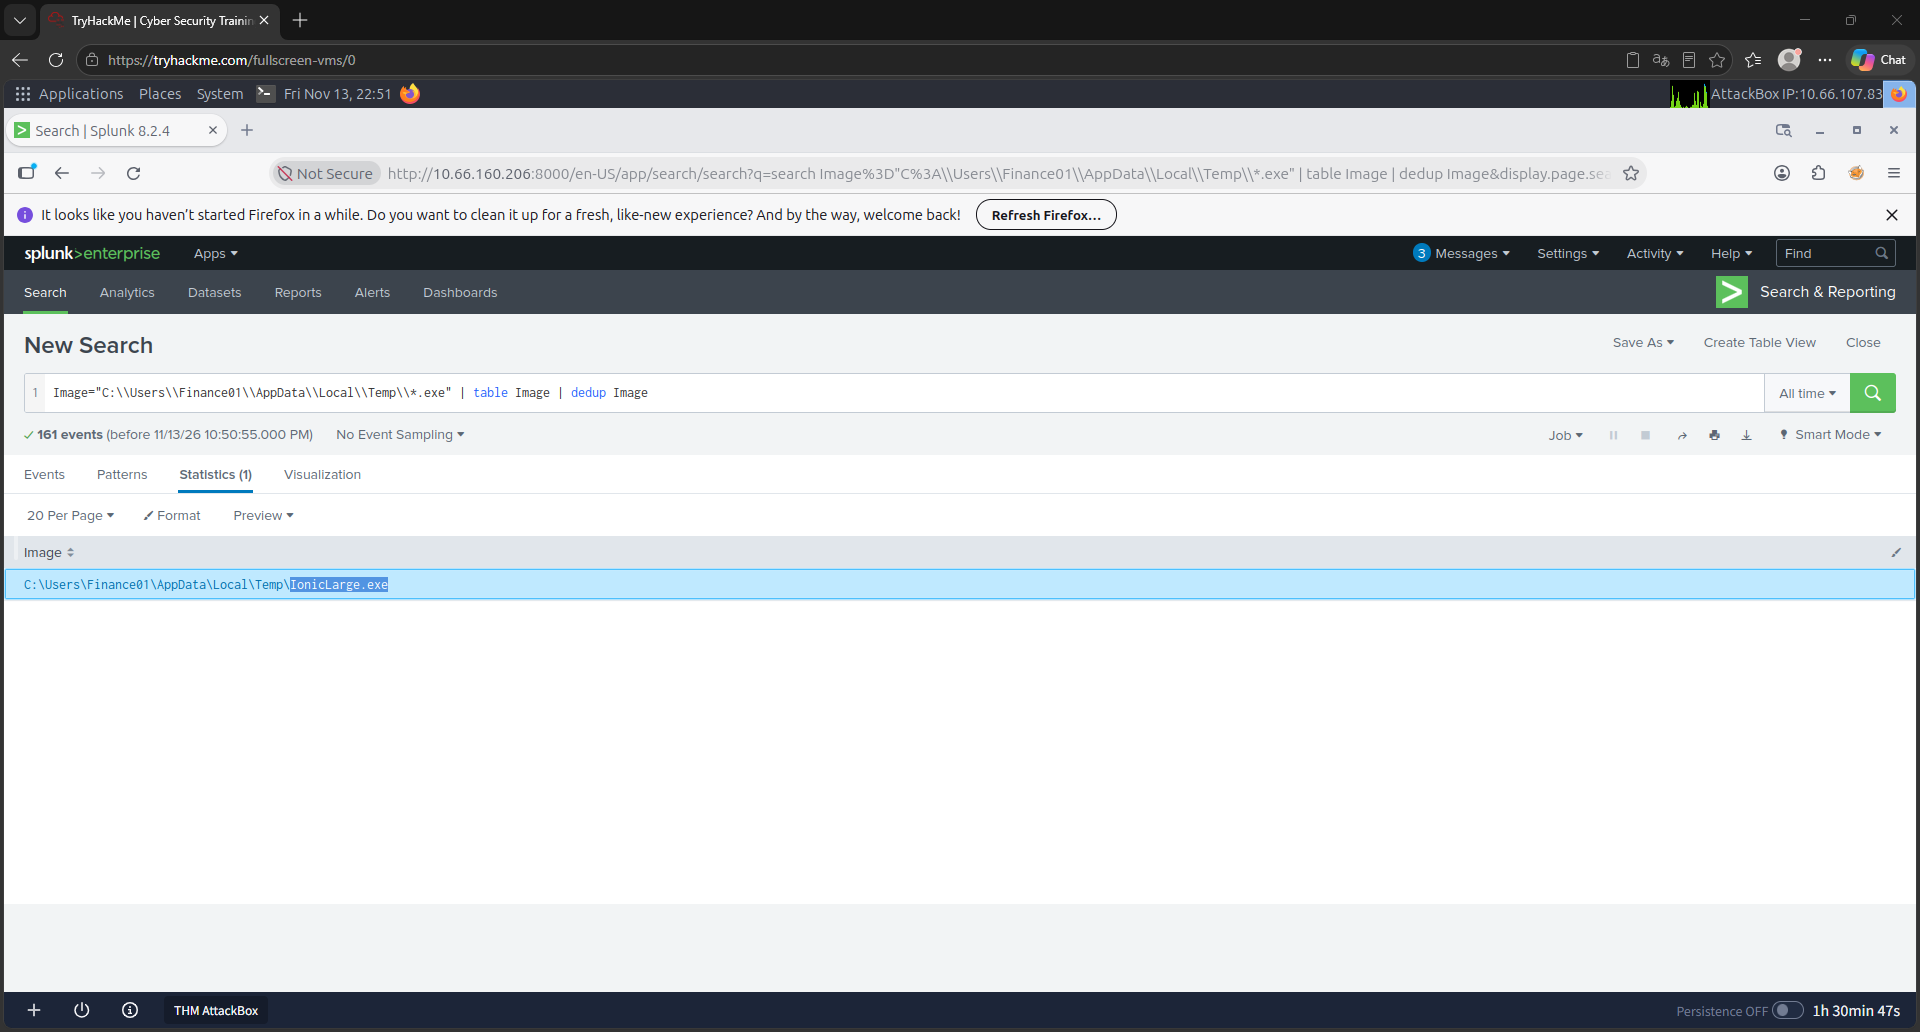 TryHackMe | Cyber Security Trainin
https://tryhackme.com/fullscreen-vms/0
Chat
Applications Places System Fri Nov 13, 22:51 AttackBox IP:10.66.107.83
Search | Splunk 8.2.4
Not Secure http://10.66.160.206:8000/en-US/app/search/search?q=search Image%3D"C%3A\\Users\\Finance01\\AppData\\Local\\Temp\\*.exe" | table Image | dedup Image&display.page.sea
It looks like you haven't started Firefox in a while. Do you want to clean it up for a fresh, like-new experience? And by the way, welcome back! Refresh Firefox...
splunk>enterprise Apps 3 Messages Settings Activity Help Find
Search Analytics Datasets Reports Alerts Dashboards Search & Reporting
New Search Save As Create Table View Close
1 Image="C:\\Users\\Finance01\\AppData\\Local\\Temp\\*.exe" | table Image | dedup Image All time
161 events (before 11/13/26 10:50:55.000 PM) No Event Sampling Job Smart Mode
Events Patterns Statistics (1) Visualization
20 Per Page Format Preview
Image
C:\Users\Finance01\AppData\Local\Temp\IonicLarge.exe
THM AttackBox Persistence OFF 1h 30min 47s